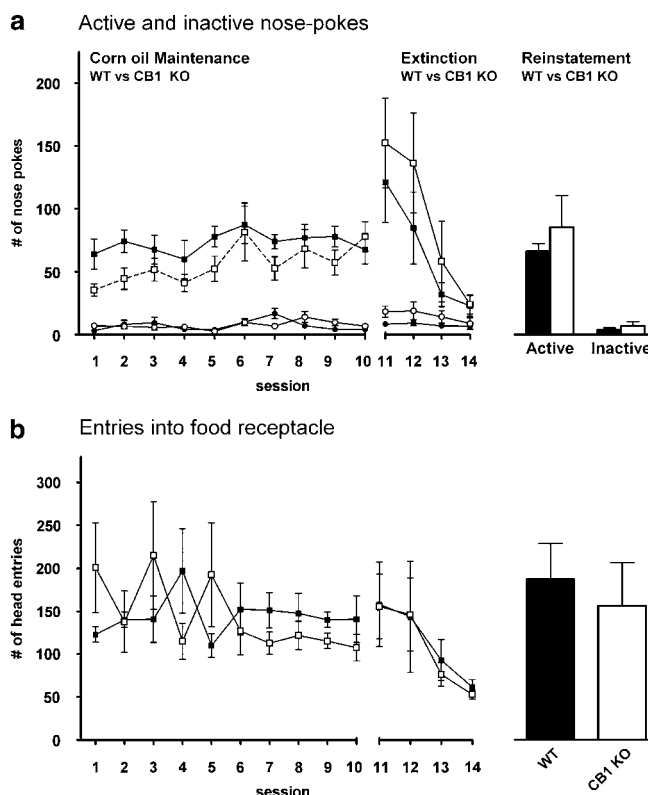 a Active and inactive nose-pokes
Corn oil Maintenance
WT vs CB1 KO
Extinction
WT vs CB1 KO
Reinstatement
WT vs CB1 KO
# of nose pokes
200
150
100
50
0
1 2 3 4 5 6 7 8 9 10 11 12 13 14
session
Active Inactive
b Entries into food receptacle
# of head entries
300
250
200
150
100
50
0
1 2 3 4 5 6 7 8 9 10 11 12 13 14
session
WT
CB1 KO